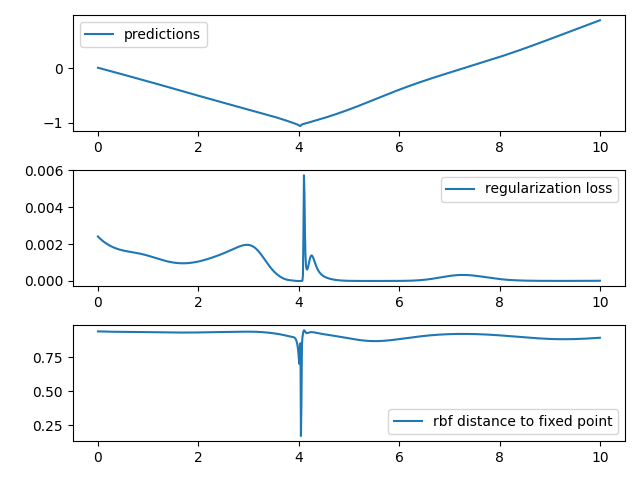 predictions
0
−1
0 2 4 6 8 10
0.006
regularization loss
0.004
0.002
0.000
0 2 4 6 8 10
0.75
0.50
0.25
rbf distance to fixed point
0 2 4 6 8 10